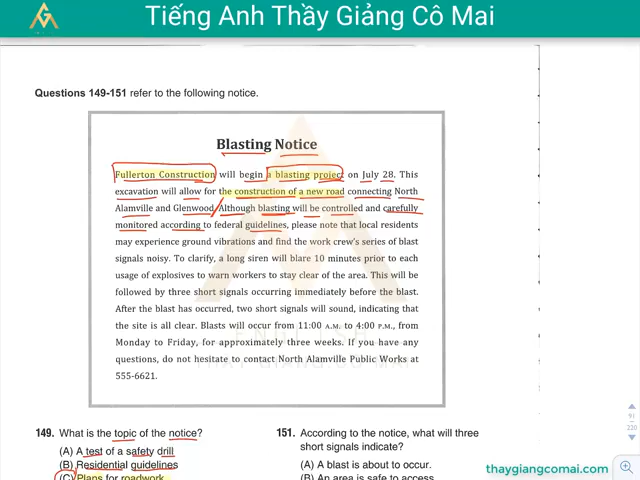 Tiếng Anh Thầy Giảng Cô Mai
Questions 149-151 refer to the following notice.
Blasting Notice
Fullerton Construction will begin a blasting project on July 28. This
excavation will allow for the construction of a new road connecting North
Alamville and Glenwood. Although blasting will be controlled and carefully
monitored according to federal guidelines, please note that local residents
may experience ground vibrations and find the work crew's series of blast
signals noisy. To clarify, a long siren will blare 10 minutes prior to each
usage of explosives to warn workers to stay clear of the area. This will be
followed by three short signals occurring immediately before the blast.
After the blast has occurred, two short signals will sound, indicating that
the site is all clear. Blasts will occur from 11:00 A.M. to 4:00 P.M., from
Monday to Friday, for approximately three weeks. If you have any
questions, do not hesitate to contact North Alamville Public Works at
555-6621.
149. What is the topic of the notice?
(A) A test of a safety drill
(B) Residential guidelines
(C) Plans for roadwork
151. According to the notice, what will three
short signals indicate?
(A) A blast is about to occur.
(B) An area is safe to access.
91
220
thaygiangcomai.com